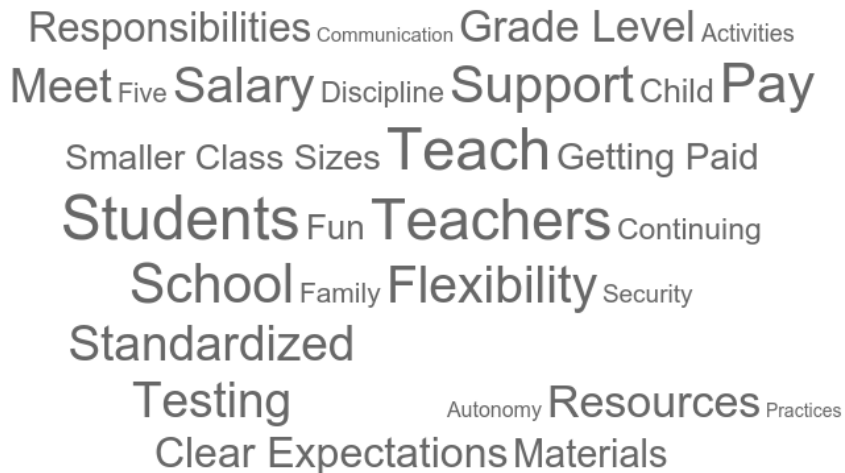 Responsibilities Communication Grade Level Activities
Meet Five Salary Discipline Support Child Pay
Smaller Class Sizes Teach Getting Paid
Students Fun Teachers Continuing
School Family Flexibility Security
Standardized
Testing Autonomy Resources Practices
Clear Expectations Materials